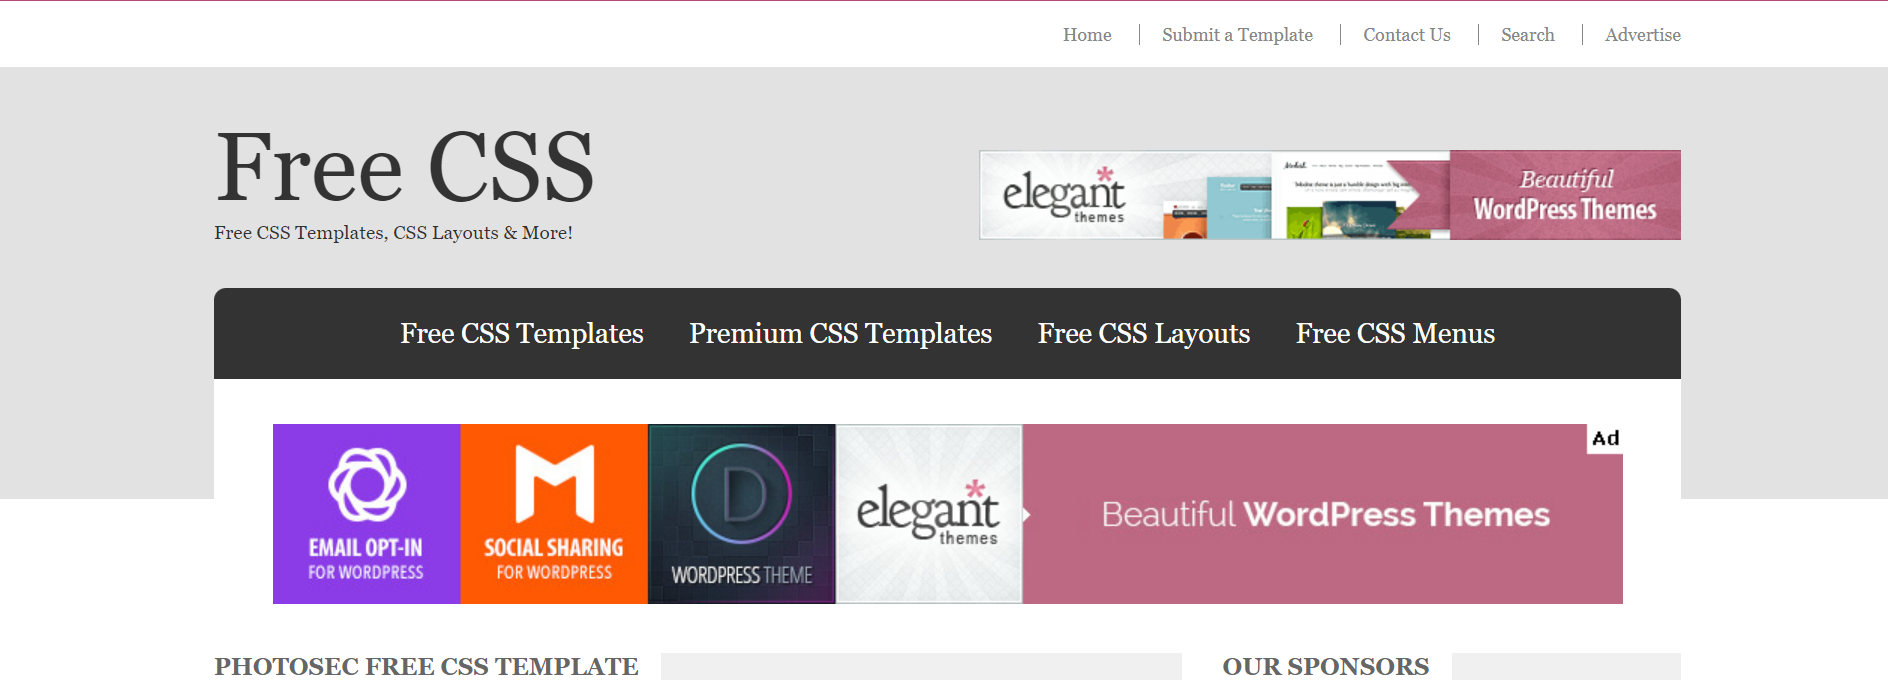 Home Submit a Template Contact Us Search Advertise
Free CSS
Free CSS Templates, CSS Layouts & More!
elegant* themes
Beautiful
WordPress Themes
Free CSS Templates Premium CSS Templates Free CSS Layouts Free CSS Menus
EMAIL OPT-IN
FOR WORDPRESS
SOCIAL SHARING
FOR WORDPRESS
D
WORDPRESS THEME
elegant*
themes
Beautiful WordPress Themes
Ad
PHOTOSEC FREE CSS TEMPLATE
OUR SPONSORS